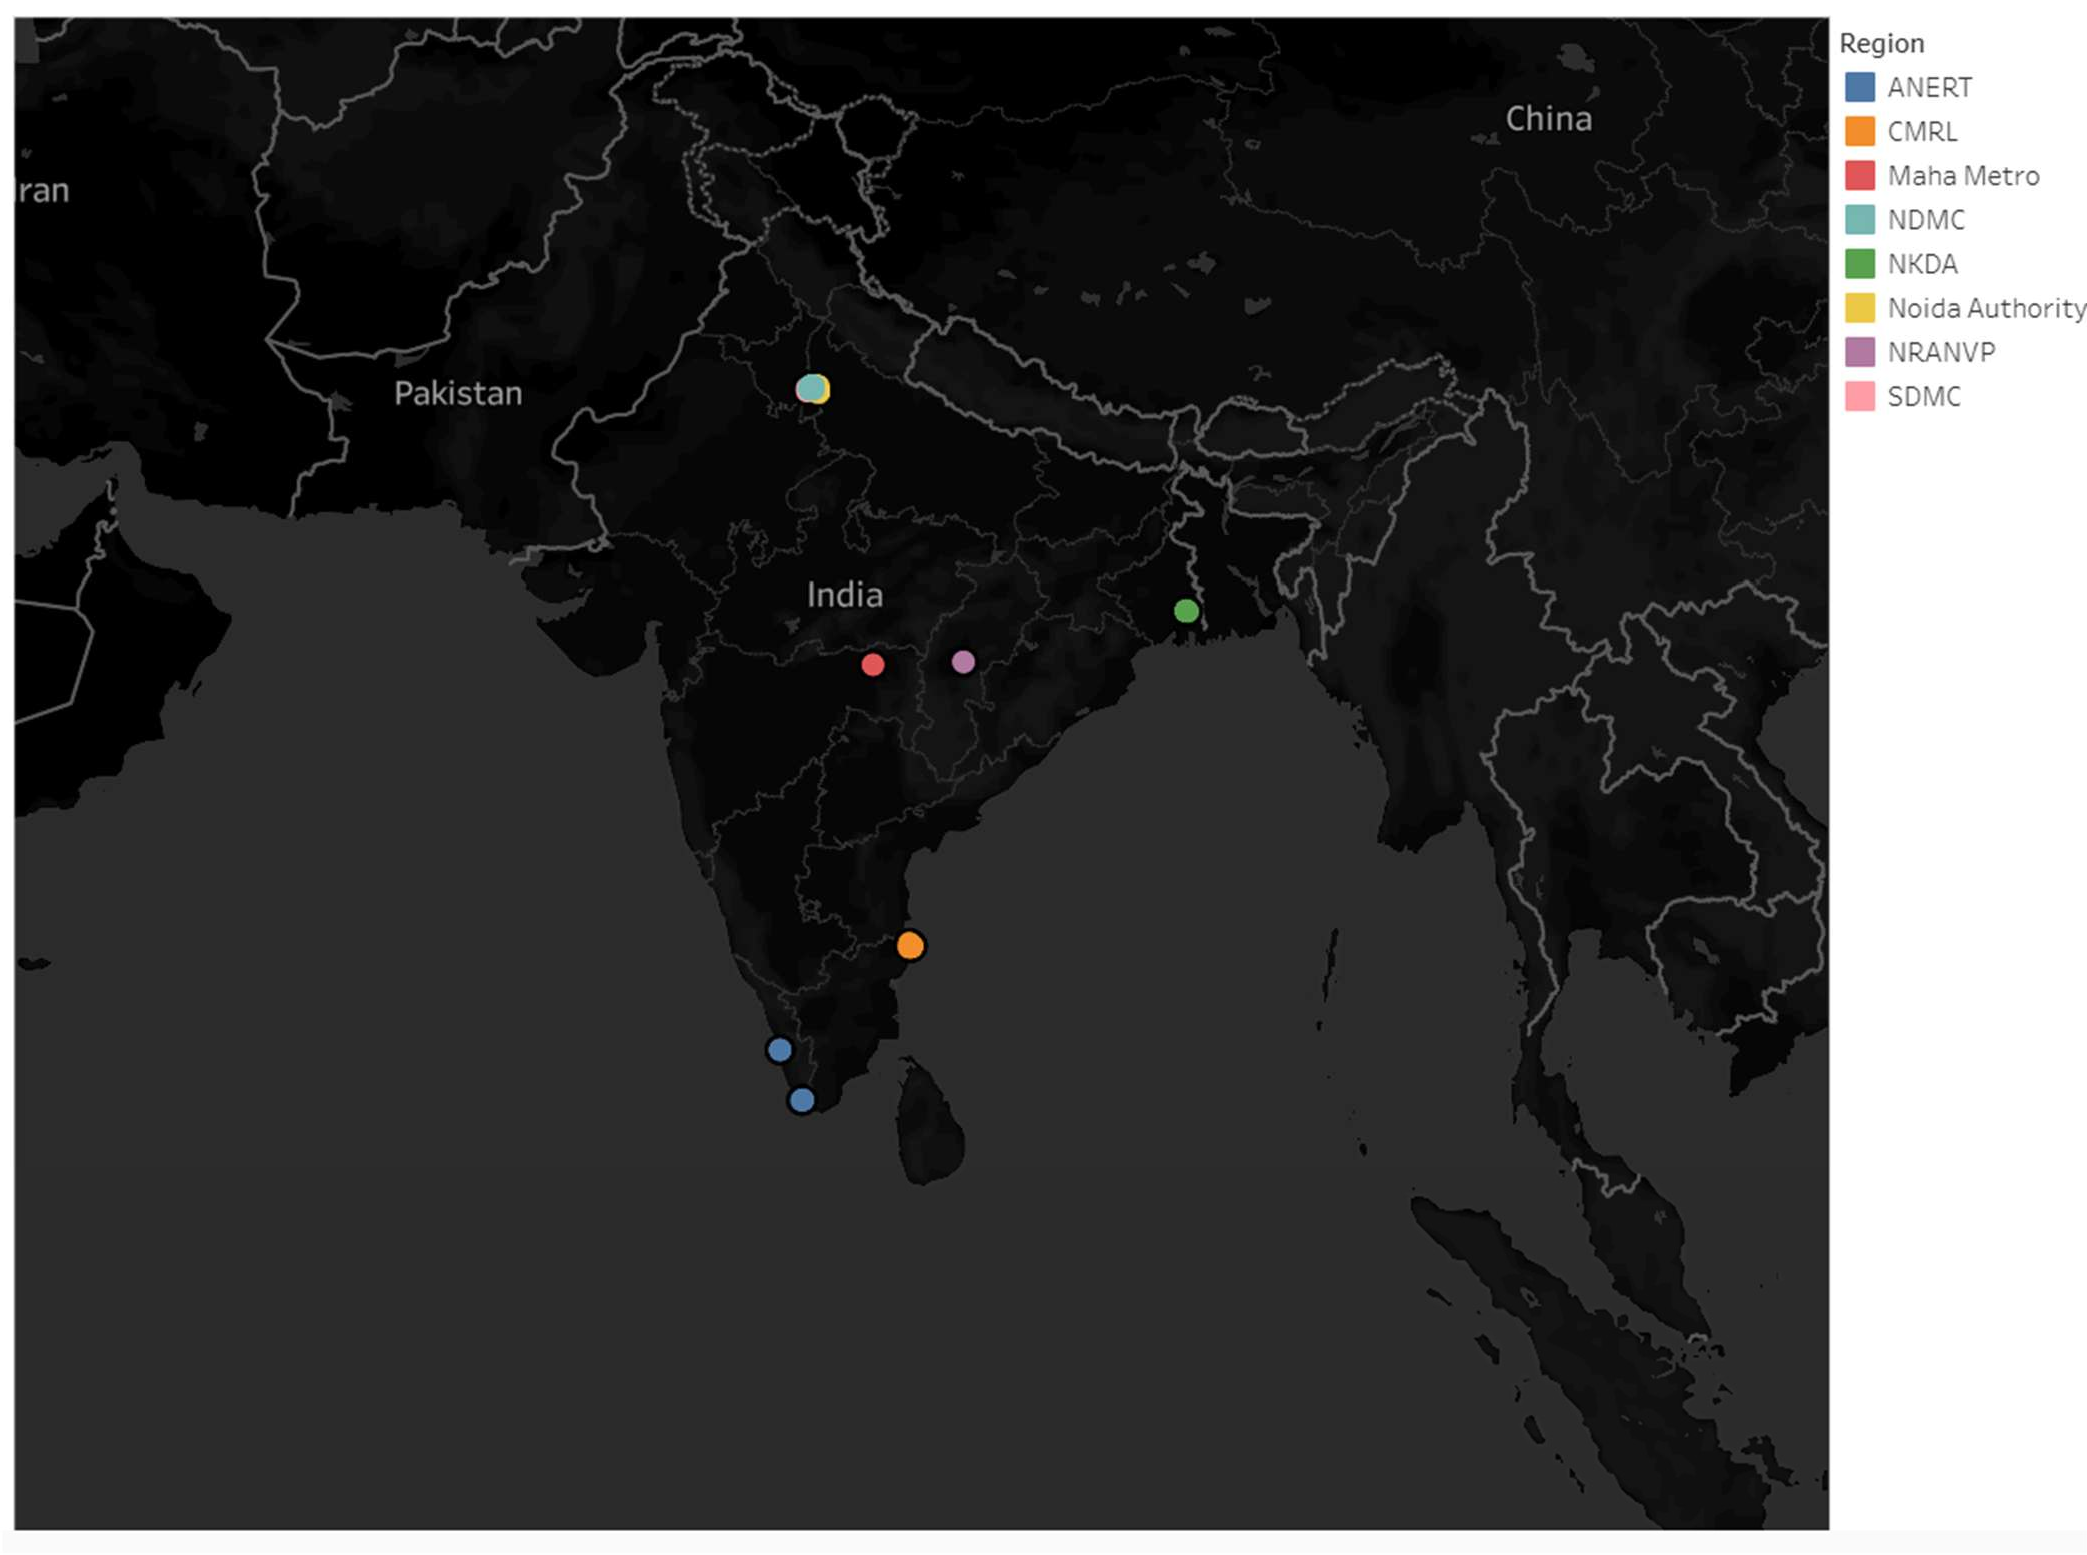 Region
ANERT
CMRL
Maha Metro
NDMC
NKDA
Noida Authority
NRANVP
SDMC
China
Iran
Pakistan
India